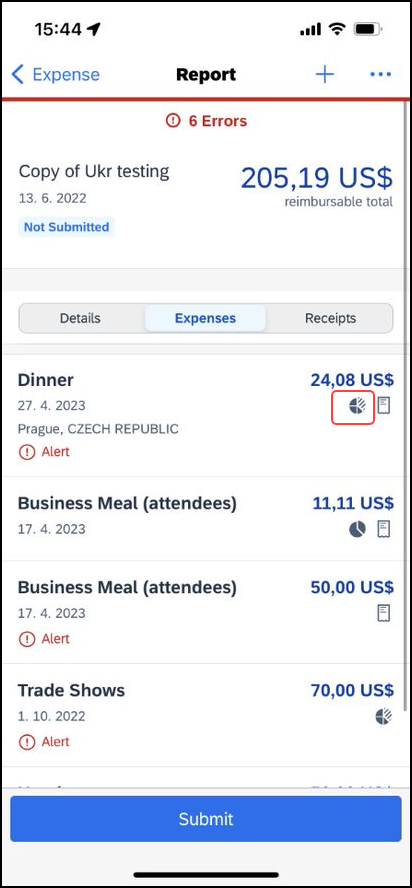 15:44
Expense
Report
6 Errors
Copy of Ukr testing
205,19 US$
13. 6. 2022
reimbursable total
Not Submitted
Details
Expenses
Receipts
Dinner
24,08 US$
27. 4. 2023
Prague, CZECH REPUBLIC
Alert
Business Meal (attendees)
11,11 US$
17. 4. 2023
Business Meal (attendees)
50,00 US$
17. 4. 2023
Alert
Trade Shows
70,00 US$
1. 10. 2022
Alert
Submit